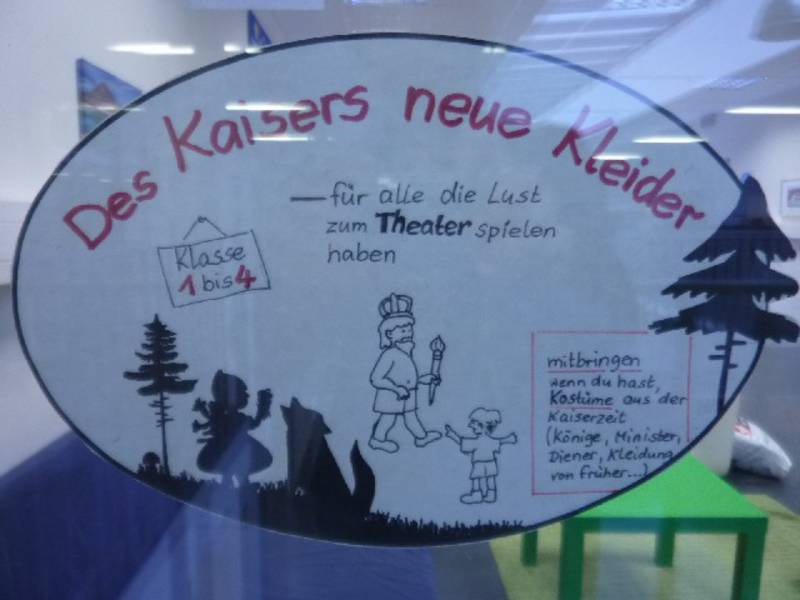 Des Kaisers neue Kleider
— für alle die Lust
zum Theater spielen
haben
Klasse
1 bis 4
mitbringen
wenn du hast,
Kostüme aus der
Kaiserzeit
(Könige, Minister,
Diener, Kleidung
von früher...)